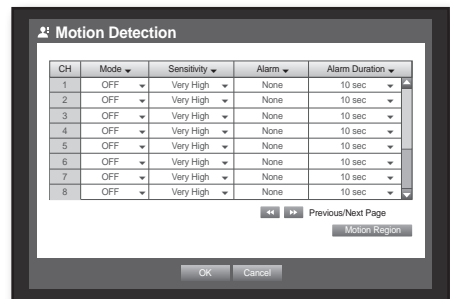 Motion Detection
CH Mode Sensitivity Alarm Alarm Duration
1 OFF Very High None 10 sec
2 OFF Very High None 10 sec
3 OFF Very High None 10 sec
4 OFF Very High None 10 sec
5 OFF Very High None 10 sec
6 OFF Very High None 10 sec
7 OFF Very High None 10 sec
8 OFF Very High None 10 sec
Previous/Next Page
Motion Region
OK Cancel